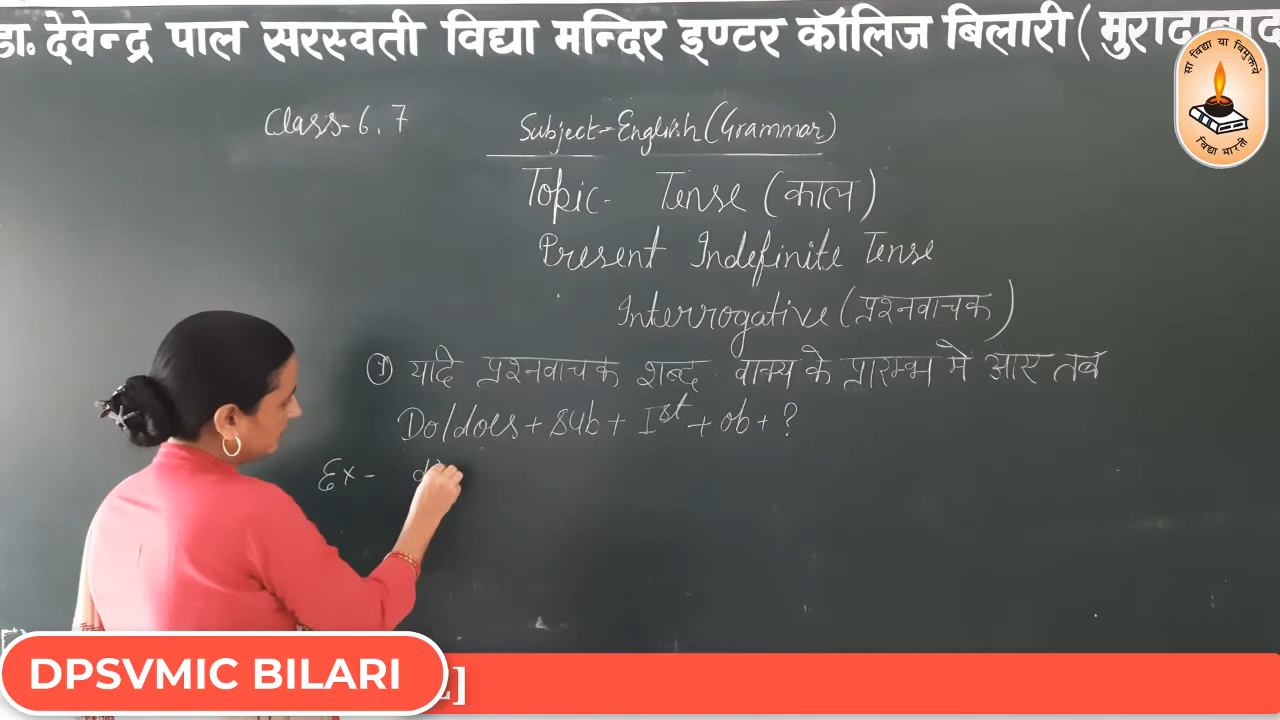 डा. देवेन्द्र पाल सरस्वती विद्या मन्दिर इण्टर कॉलिज बिलारी (मुरादाबाद
सा विद्या या विमुक्तये
विद्या भारती
Class-6,7
Subject-English (Grammar)
Topic- Tense (काल)
Present Indefinite Tense
Interrogative (प्रश्नवाचक)
① यदि प्रश्नवाचक शब्द वाक्य के प्रारम्भ मे आए तब
Do/does + Sub + Ist + ob + ?
Ex -
DPSVMIC BILARI